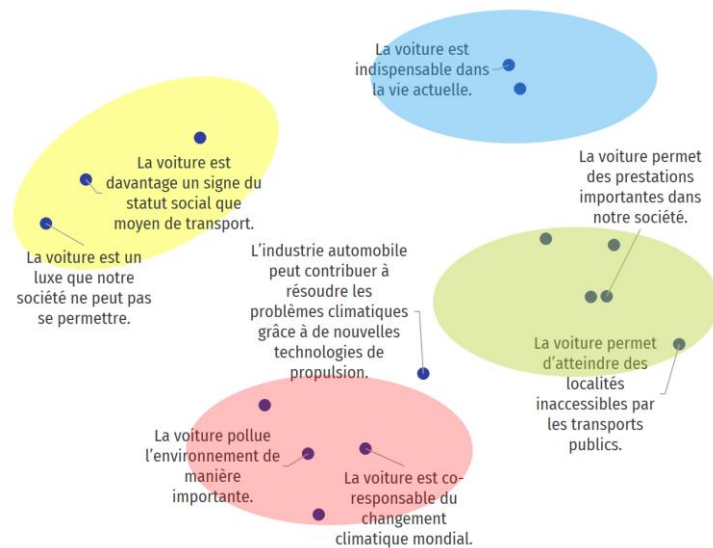 La voiture est
indispensable dans
la vie actuelle.
La voiture est
davantage un signe du
statut social que
moyen de transport.
La voiture permet
des prestations
importantes dans
notre société.
La voiture est un
luxe que notre
société ne peut pas
se permettre.
L'industrie automobile
peut contribuer à
résoudre les
problèmes climatiques
grâce à de nouvelles
technologies de
propulsion.
La voiture permet
d'atteindre des
localités
inaccessibles par
les transports
publics.
La voiture pollue
l'environnement de
manière
importante.
La voiture est co-
responsable du
changement
climatique mondial.